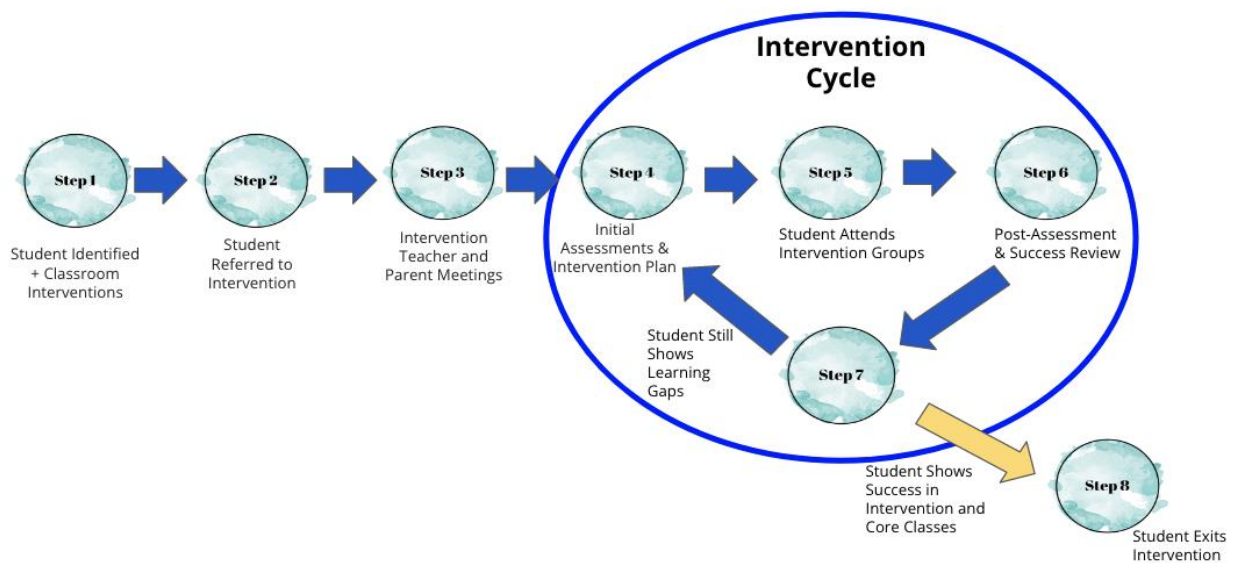 Intervention
Cycle
Step 1
Step 2
Step 3
Step 4
Step 5
Step 6
Student Identified
+ Classroom
Interventions
Student
Referred to
Intervention
Intervention
Teacher and
Parent Meetings
Initial
Assessments &
Intervention Plan
Student Attends
Intervention Groups
Post-Assessment
& Success Review
Student Still
Shows
Learning
Gaps
Step 7
Student Shows
Success in
Intervention and
Core Classes
Step 8
Student Exits
Intervention